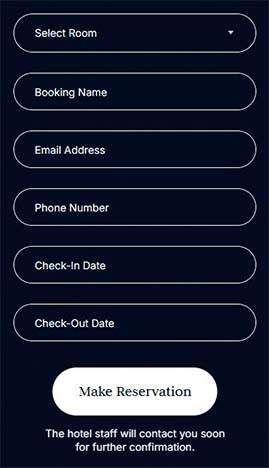 Select Room
Booking Name
Email Address
Phone Number
Check-In Date
Check-Out Date
Make Reservation
The hotel staff will contact you soon
for further confirmation.